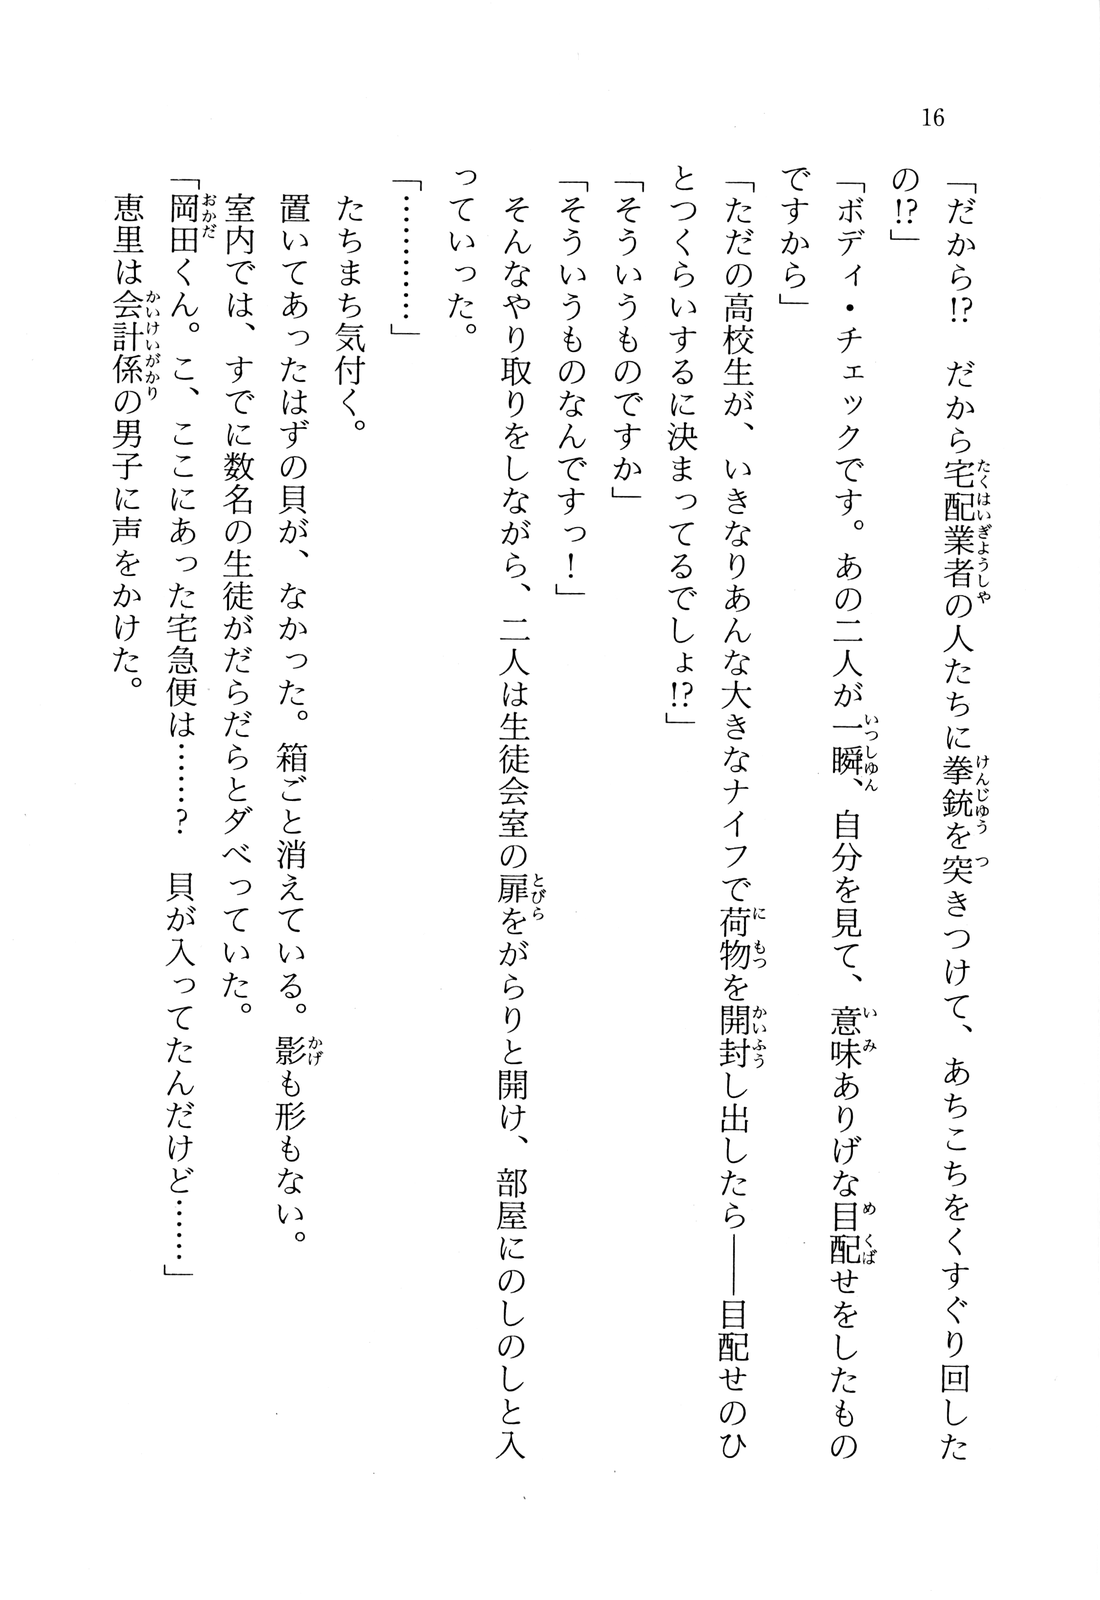 16
「だから!?　だから宅配業者の人たちに拳銃を突きつけて、あちこちをくすぐり回した
の!?」
「ボディ・チェックです。あの二人が一瞬、自分を見て、意味ありげな目配せをしたもの
ですから」
「ただの高校生が、いきなりあんな大きなナイフで荷物を開封し出したら――目配せのひ
とつくらいするに決まってるでしょ!?」
「そういうものですか」
「そういうものなんですっ！」
　そんなやり取りをしながら、二人は生徒会室の扉をがらりと開け、部屋にのしのしと入
っていった。
「…………」
　たちまち気付く。
　置いてあったはずの貝が、なかった。箱ごと消えている。影も形もない。
　室内では、すでに数名の生徒がだらだらとダベっていた。
「岡田くん。こ、ここにあった宅急便は……？　貝が入ってたんだけど……」
　恵里は会計係の男子に声をかけた。